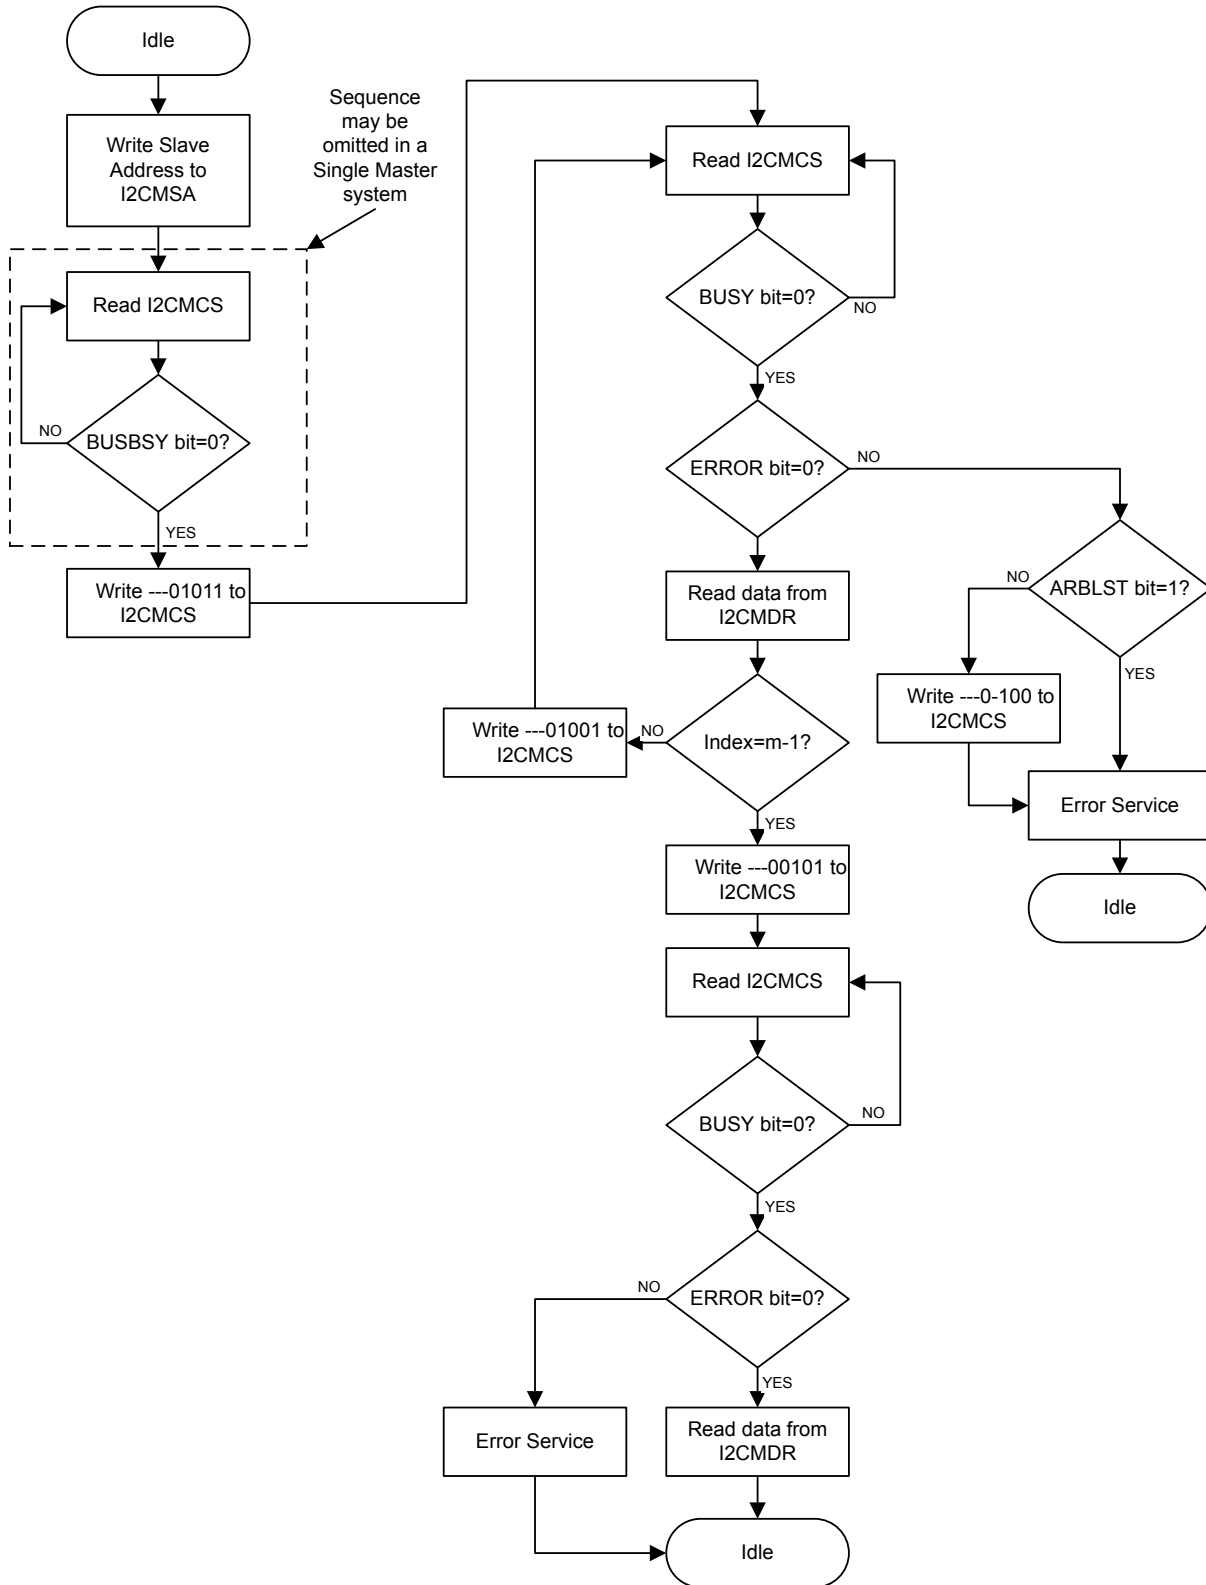 Idle
Write Slave
Address to
I2CMSA
Sequence
may be
omitted in a
Single Master
system
Read I2CMCS
BUSBSY bit=0?
NO
YES
Write ---01011 to
I2CMCS
Read I2CMCS
BUSY bit=0?
NO
YES
ERROR bit=0?
NO
YES
Read data from
I2CMDR
Index=m-1?
NO
Write ---01001 to
I2CMCS
YES
ARBLST bit=1?
NO
Write ---0-100 to
I2CMCS
YES
Error Service
Idle
Write ---00101 to
I2CMCS
Read I2CMCS
BUSY bit=0?
NO
YES
ERROR bit=0?
NO
YES
Error Service
Read data from
I2CMDR
Idle